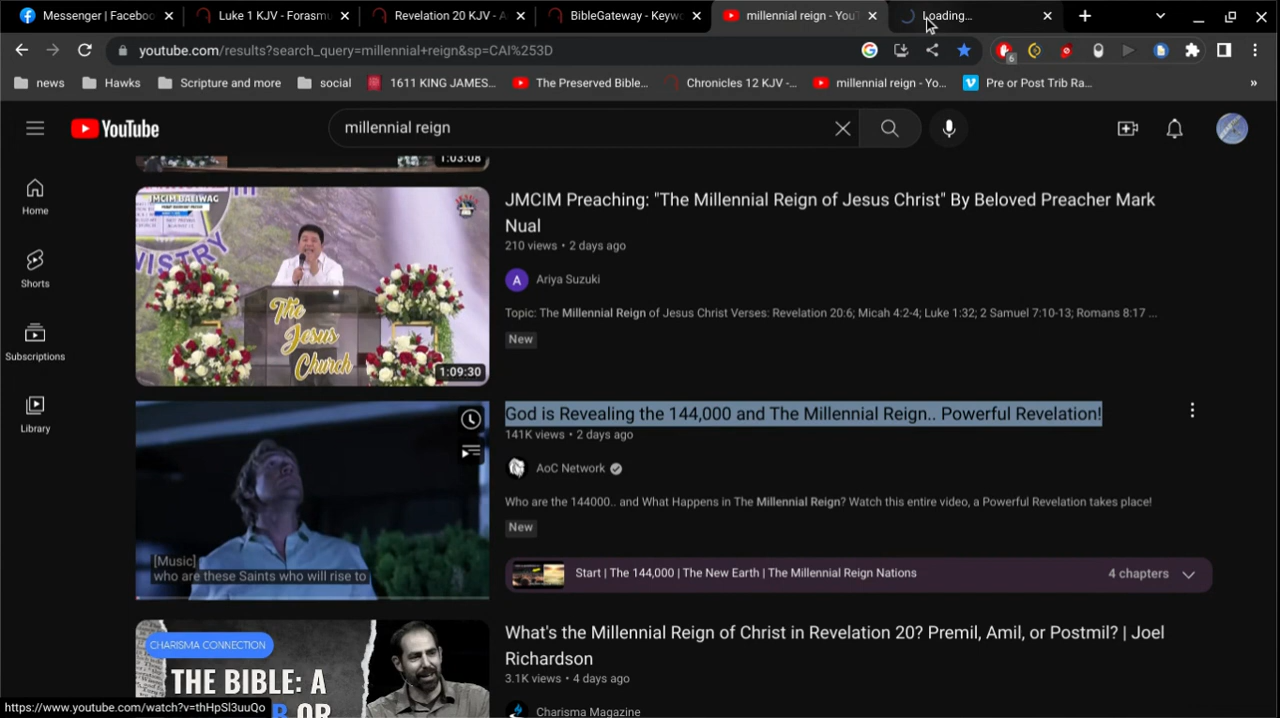 Messenger | Faceboo
Luke 1 KJV - Forasmu
Revelation 20 KJV - A
BibleGateway - Keywo
millennial reign - YouT
Loading...
youtube.com/results?search_query=millennial+reign&sp=CAI%253D
6
news
Hawks
Scripture and more
social
1611 KING JAMES...
The Preserved Bible...
Chronicles 12 KJV -...
millennial reign - Yo...
Pre or Post Trib Ra...
»
YouTube
millennial reign
1:03:08
Home
Shorts
Subscriptions
Library
JMCIM BALIWAG
MINISTRY
The
Jesus
Church
1:09:30
JMCIM Preaching: "The Millennial Reign of Jesus Christ" By Beloved Preacher Mark
Nual
210 views • 2 days ago
A
Ariya Suzuki
Topic: The Millennial Reign of Jesus Christ Verses: Revelation 20:6; Micah 4:2-4; Luke 1:32; 2 Samuel 7:10-13; Romans 8:17 ...
New
[Music]
who are these Saints who will rise to
God is Revealing the 144,000 and The Millennial Reign.. Powerful Revelation!
141K views • 2 days ago
AoC Network
Who are the 144000.. and What Happens in The Millennial Reign? Watch this entire video, a Powerful Revelation takes place!
New
Start | The 144,000 | The New Earth | The Millennial Reign Nations
4 chapters
CHARISMA CONNECTION
THE BIBLE: A
OR
What's the Millennial Reign of Christ in Revelation 20? Premil, Amil, or Postmil? | Joel
Richardson
3.1K views • 4 days ago
Charisma Magazine
https://www.youtube.com/watch?v=thHpSl3uuQo